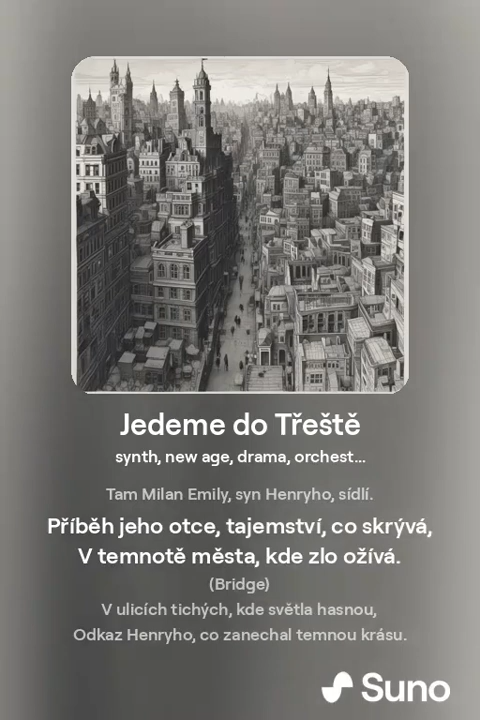 Jedeme do Třeště
synth, new age, drama, orchest...
Tam Milan Emily, syn Henryho, sídlí.
Příběh jeho otce, tajemství, co skrývá,
V temnotě města, kde zlo ožívá.
(Bridge)
V ulicích tichých, kde světla hasnou,
Odkaz Henryho, co zanechal temnou krásu.
Suno